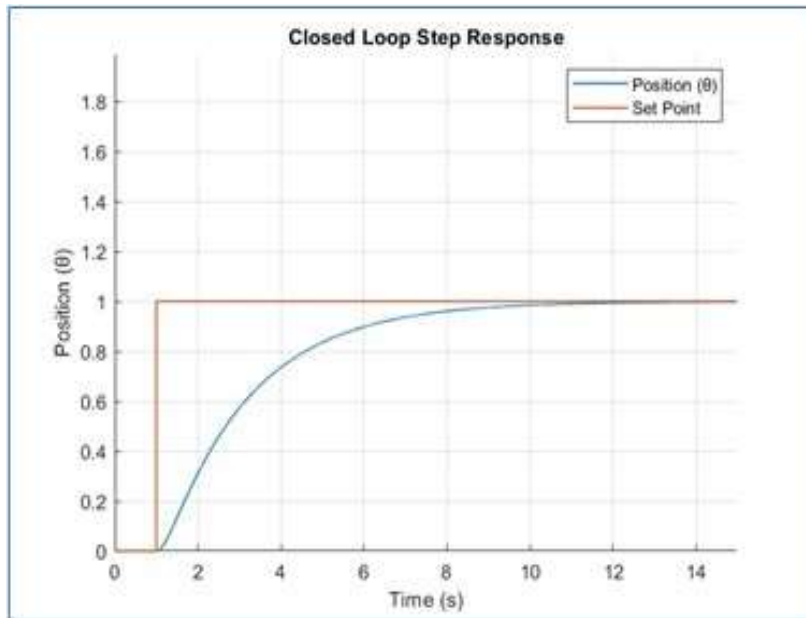 Closed Loop Step Response
Position (θ)
Set Point
1.8
1.6
1.4
1.2
1
0.8
0.6
0.4
0.2
0
Position (θ)
0 2 4 6 8 10 12 14
Time (s)